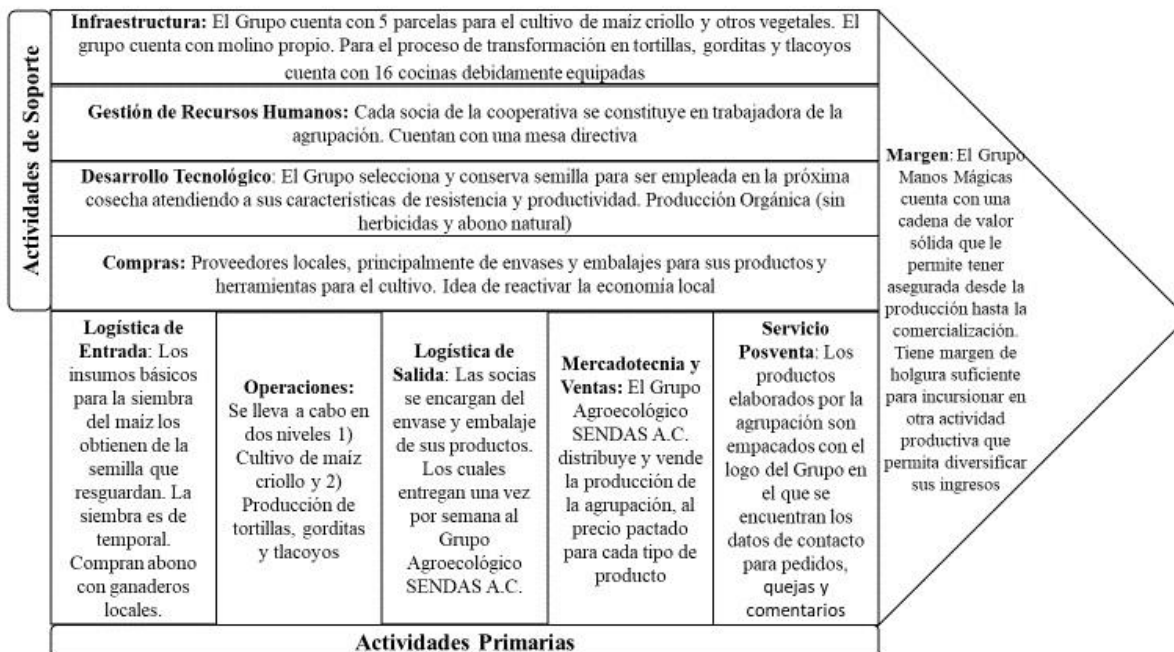 Actividades de Soporte
Infraestructura: El Grupo cuenta con 5 parcelas para el cultivo de maíz criollo y otros vegetales. El
grupo cuenta con molino propio. Para el proceso de transformación en tortillas, gorditas y tlacoyos
cuenta con 16 cocinas debidamente equipadas
Gestión de Recursos Humanos: Cada socia de la cooperativa se constituye en trabajadora de la
agrupación. Cuentan con una mesa directiva
Desarrollo Tecnológico: El Grupo selecciona y conserva semilla para ser empleada en la próxima
cosecha atendiendo a sus características de resistencia y productividad. Producción Orgánica (sin
herbicidas y abono natural)
Compras: Proveedores locales, principalmente de envases y embalajes para sus productos y
herramientas para el cultivo. Idea de reactivar la economía local
Logística de
Entrada: Los
insumos básicos
para la siembra
del maíz los
obtienen de la
semilla que
resguardan. La
siembra es de
temporal.
Compran abono
con ganaderos
locales.
Operaciones:
Se lleva a cabo en
dos niveles 1)
Cultivo de maíz
criollo y 2)
Producción de
tortillas, gorditas
y tlacoyos
Logística de
Salida: Las socias
se encargan del
envase y embalaje
de sus productos.
Los cuales
entregan una vez
por semana al
Grupo
Agroecológico
SENDAS A.C.
Mercadotecnia y
Ventas: El Grupo
Agroecológico
SENDAS A.C.
distribuye y vende
la producción de
la agrupación, al
precio pactado
para cada tipo de
producto
Servicio
Posventa: Los
productos
elaborados por la
agrupación son
empacados con el
logo del Grupo en
el que se
encuentran los
datos de contacto
para pedidos,
quejas y
comentarios
Margen: El Grupo
Manos Mágicas
cuenta con una
cadena de valor
sólida que le
permite tener
asegurada desde la
producción hasta la
comercialización.
Tiene margen de
holgura suficiente
para incursionar en
otra actividad
productiva que
permita diversificar
sus ingresos
Actividades Primarias